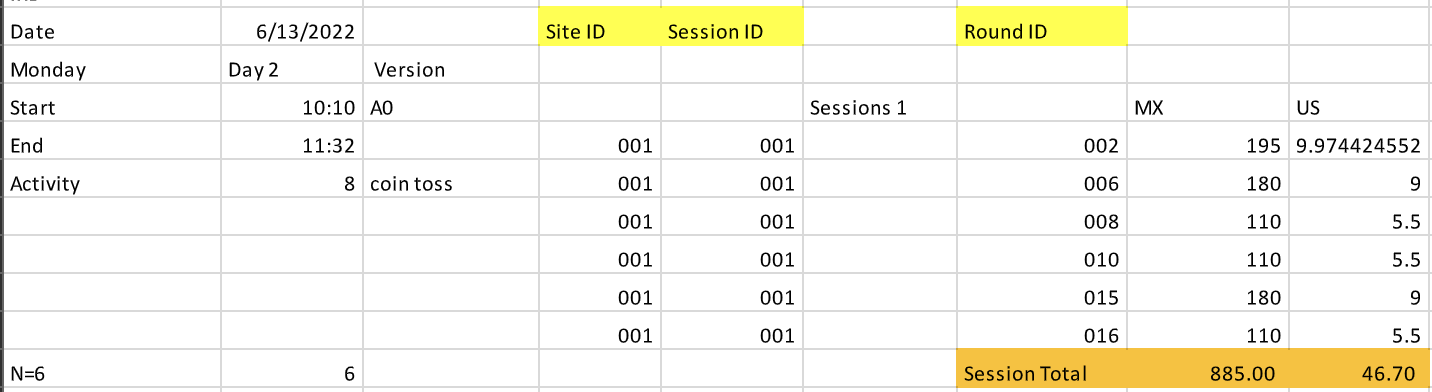 Date 6/13/2022 Site ID Session ID Round ID
Monday Day 2 Version
Start 10:10 A0 Sessions 1 MX US
End 11:32 001 001 002 195 9.974424552
Activity 8 coin toss 001 001 006 180 9
001 001 008 110 5.5
001 001 010 110 5.5
001 001 015 180 9
001 001 016 110 5.5
N=6 6 Session Total 885.00 46.70